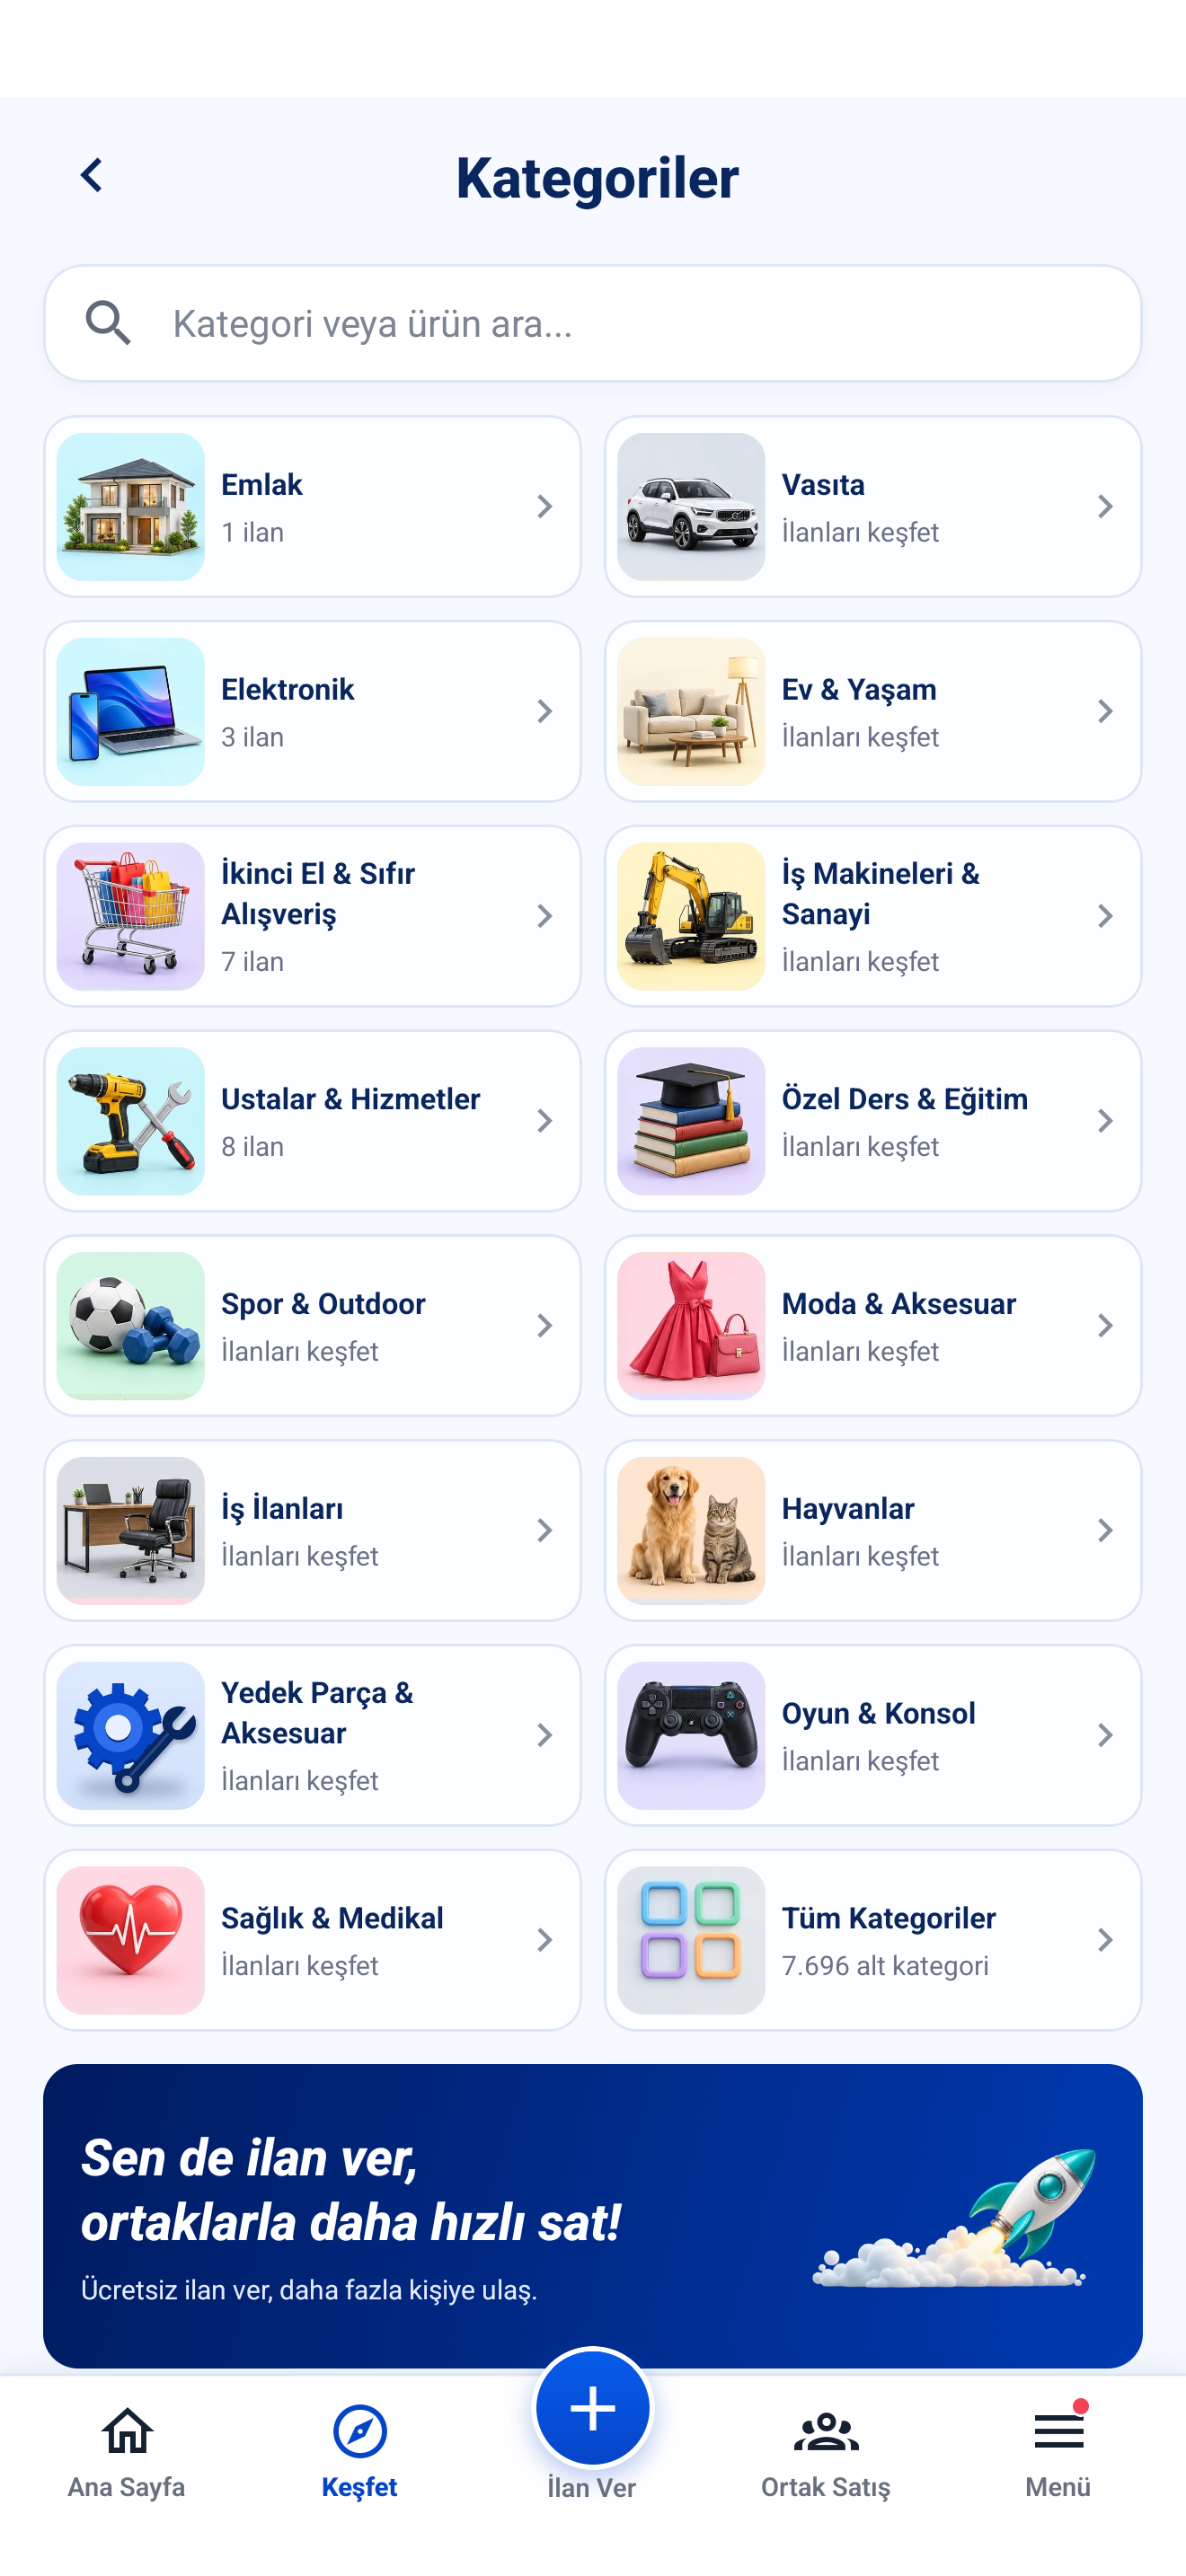 Kategoriler
Kategori veya ürün ara...
Emlak
1 ilan
Vasıta
İlanları keşfet
Elektronik
3 ilan
Ev & Yaşam
İlanları keşfet
İkinci El & Sıfır
Alışveriş
7 ilan
İş Makineleri &
Sanayi
İlanları keşfet
Ustalar & Hizmetler
8 ilan
Özel Ders & Eğitim
İlanları keşfet
Spor & Outdoor
İlanları keşfet
Moda & Aksesuar
İlanları keşfet
İş İlanları
İlanları keşfet
Hayvanlar
İlanları keşfet
Yedek Parça &
Aksesuar
İlanları keşfet
Oyun & Konsol
İlanları keşfet
Sağlık & Medikal
İlanları keşfet
Tüm Kategoriler
7.696 alt kategori
Sen de ilan ver,
ortaklarla daha hızlı sat!
Ücretsiz ilan ver, daha fazla kişiye ulaş.
Ana Sayfa
Keşfet
İlan Ver
Ortak Satış
Menü